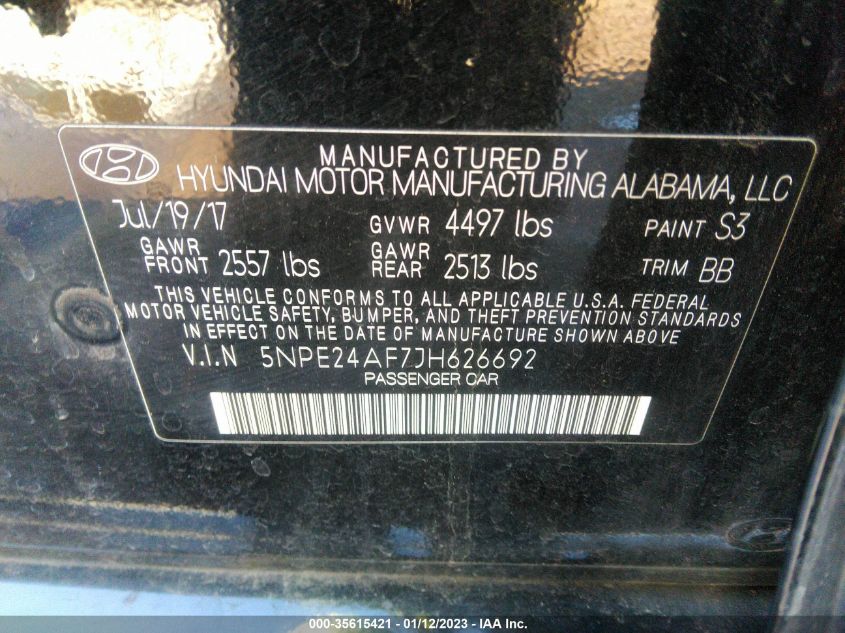 MANUFACTURED BY
HYUNDAI MOTOR MANUFACTURING ALABAMA, LLC
Jul/19/17 GVWR 4497 lbs PAINT S3
GAWR FRONT 2557 lbs GAWR REAR 2513 lbs TRIM BB
THIS VEHICLE CONFORMS TO ALL APPLICABLE U.S.A. FEDERAL
MOTOR VEHICLE SAFETY, BUMPER, AND THEFT PREVENTION STANDARDS
IN EFFECT ON THE DATE OF MANUFACTURE SHOWN ABOVE
V.I.N 5NPE24AF7JH626692
PASSENGER CAR
000-35615421 - 01/12/2023 - IAA Inc.